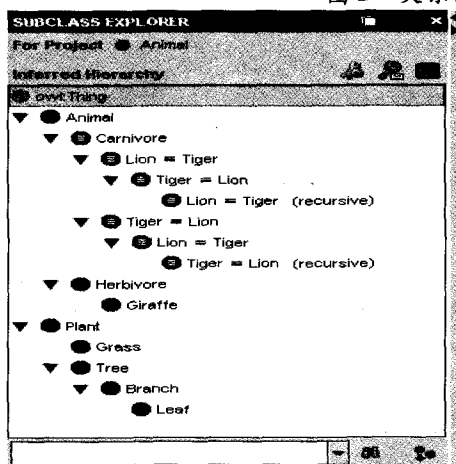 SUBCLASS EXPLORER
For Project Animal
Inferred Hierarchy
owl:Thing
Animal
Carnivore
Lion = Tiger
Tiger = Lion
Lion = Tiger (recursive)
Tiger = Lion
Lion = Tiger
Tiger = Lion (recursive)
Herbivore
Giraffe
Plant
Grass
Tree
Branch
Leaf